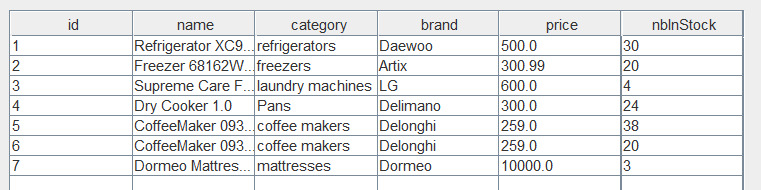 id name category brand price nbInStock
1 Refrigerator XC9... refrigerators Daewoo 500.0 30
2 Freezer 68162W... freezers Artix 300.99 20
3 Supreme Care F... laundry machines LG 600.0 4
4 Dry Cooker 1.0 Pans Delimano 300.0 24
5 CoffeeMaker 093... coffee makers Delonghi 259.0 38
6 CoffeeMaker 093... coffee makers Delonghi 259.0 20
7 Dormeo Mattres... mattresses Dormeo 10000.0 3